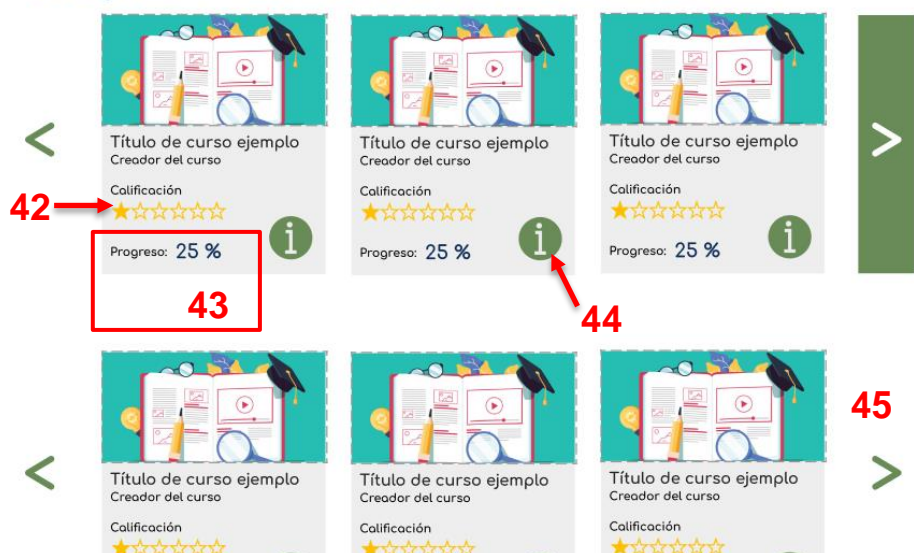 Título de curso ejemplo
Creador del curso
Calificación
Progreso: 25 %
Título de curso ejemplo
Creador del curso
Calificación
Progreso: 25 %
Título de curso ejemplo
Creador del curso
Calificación
Progreso: 25 %
42
43
44
Título de curso ejemplo
Creador del curso
Calificación
Título de curso ejemplo
Creador del curso
Calificación
Título de curso ejemplo
Creador del curso
Calificación
45